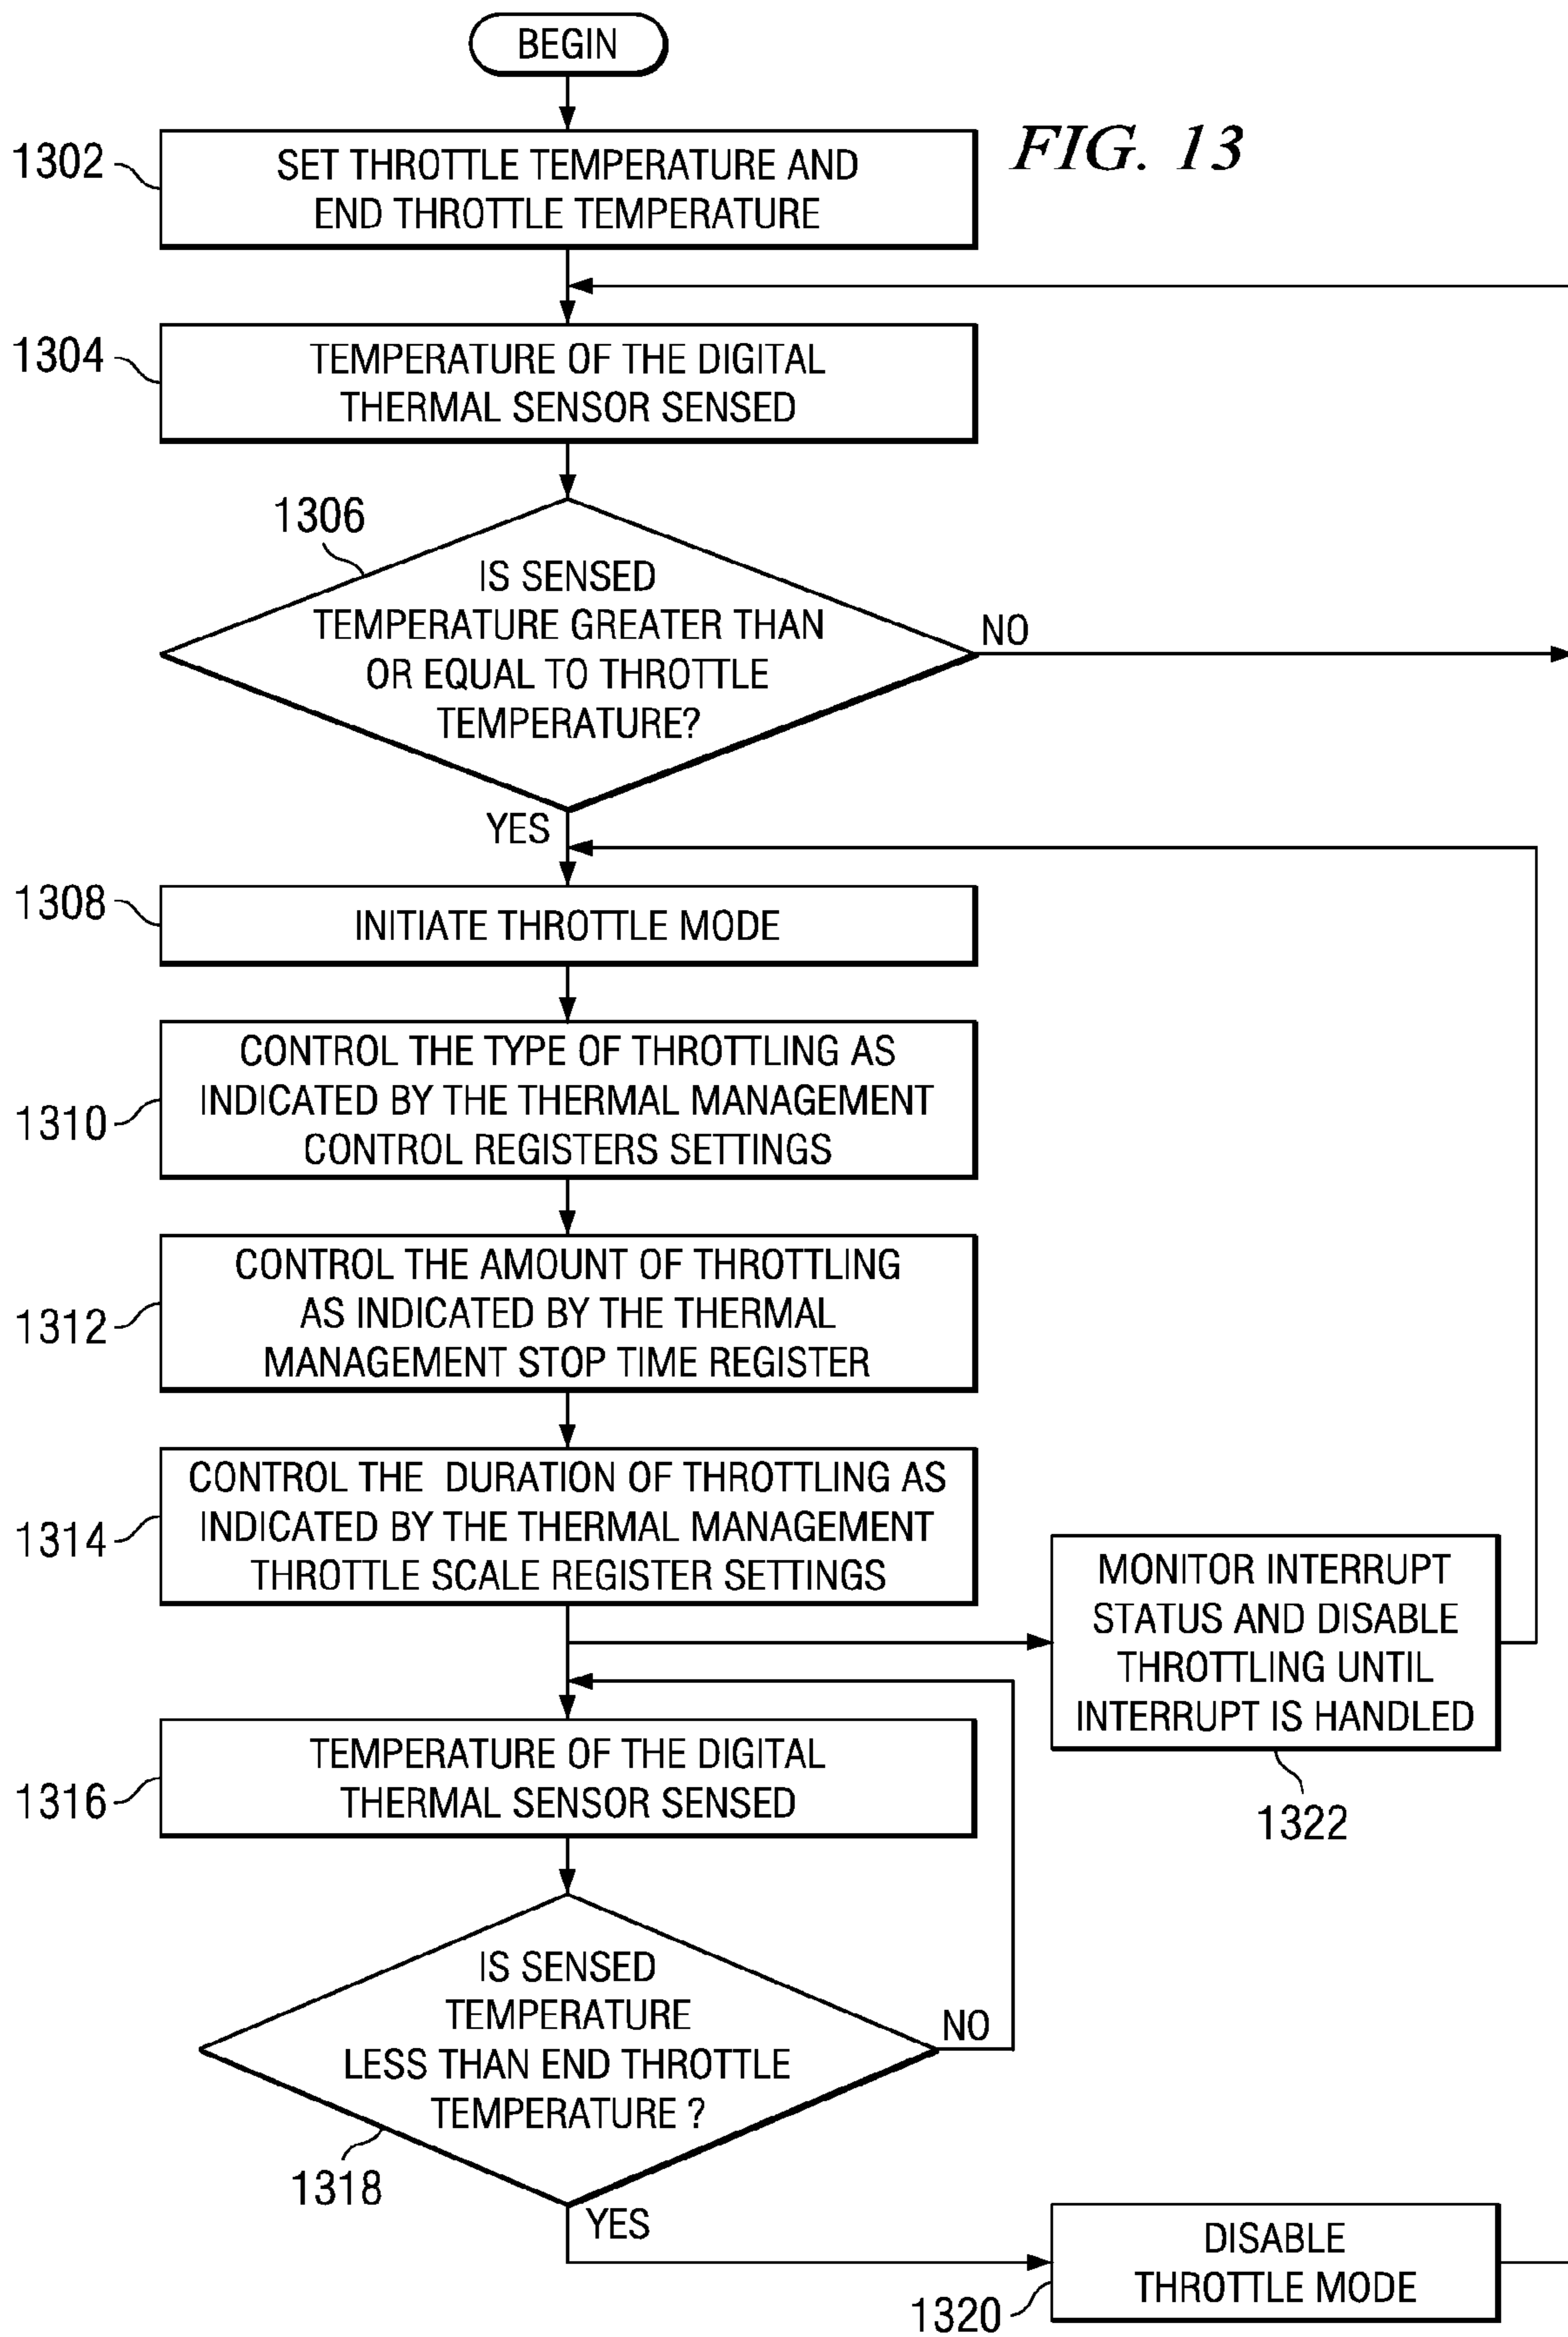 BEGIN
FIG. 13
1302
SET THROTTLE TEMPERATURE AND
END THROTTLE TEMPERATURE
1304
TEMPERATURE OF THE DIGITAL
THERMAL SENSOR SENSED
1306
IS SENSED
TEMPERATURE GREATER THAN
OR EQUAL TO THROTTLE
TEMPERATURE?
NO
YES
1308
INITIATE THROTTLE MODE
1310
CONTROL THE TYPE OF THROTTLING AS
INDICATED BY THE THERMAL MANAGEMENT
CONTROL REGISTERS SETTINGS
1312
CONTROL THE AMOUNT OF THROTTLING
AS INDICATED BY THE THERMAL
MANAGEMENT STOP TIME REGISTER
1314
CONTROL THE DURATION OF THROTTLING AS
INDICATED BY THE THERMAL MANAGEMENT
THROTTLE SCALE REGISTER SETTINGS
MONITOR INTERRUPT
STATUS AND DISABLE
THROTTLING UNTIL
INTERRUPT IS HANDLED
1322
1316
TEMPERATURE OF THE DIGITAL
THERMAL SENSOR SENSED
IS SENSED
TEMPERATURE
LESS THAN END THROTTLE
TEMPERATURE ?
NO
1318
YES
DISABLE
THROTTLE MODE
1320